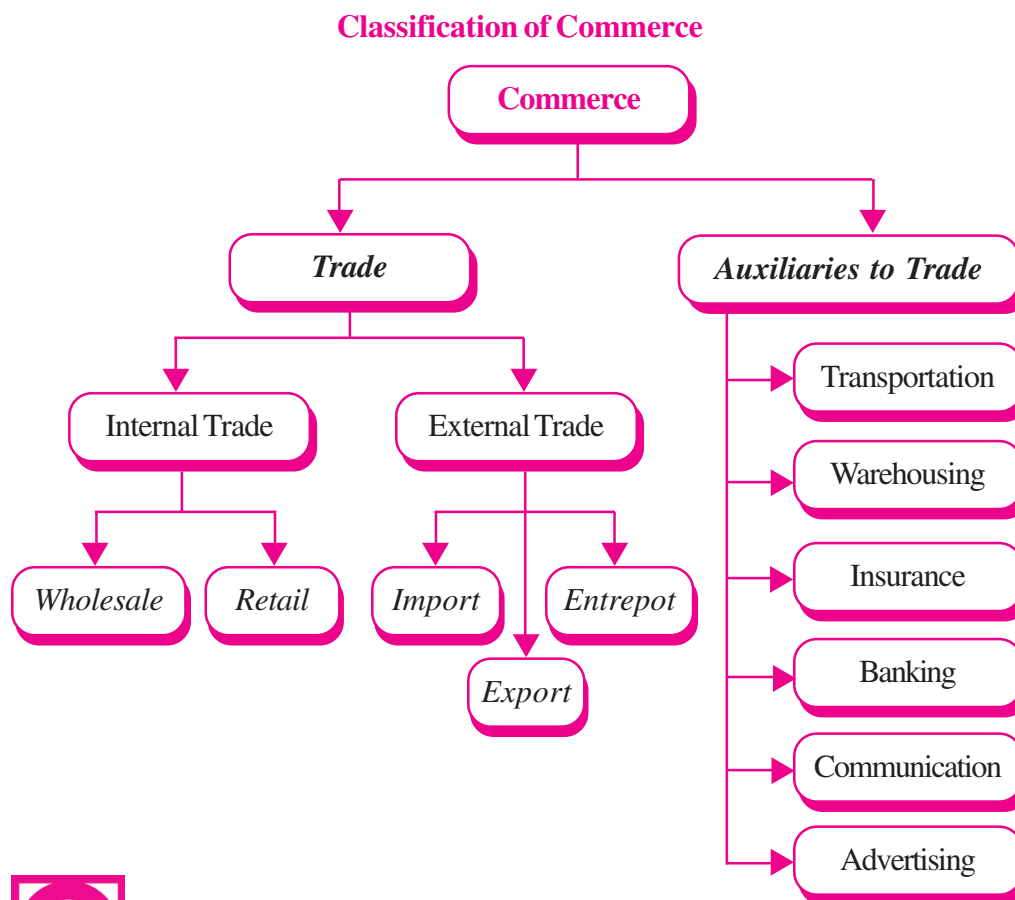 Classification of Commerce
Commerce
Trade
Auxiliaries to Trade
Internal Trade
External Trade
Wholesale
Retail
Import
Entrepot
Export
Transportation
Warehousing
Insurance
Banking
Communication
Advertising